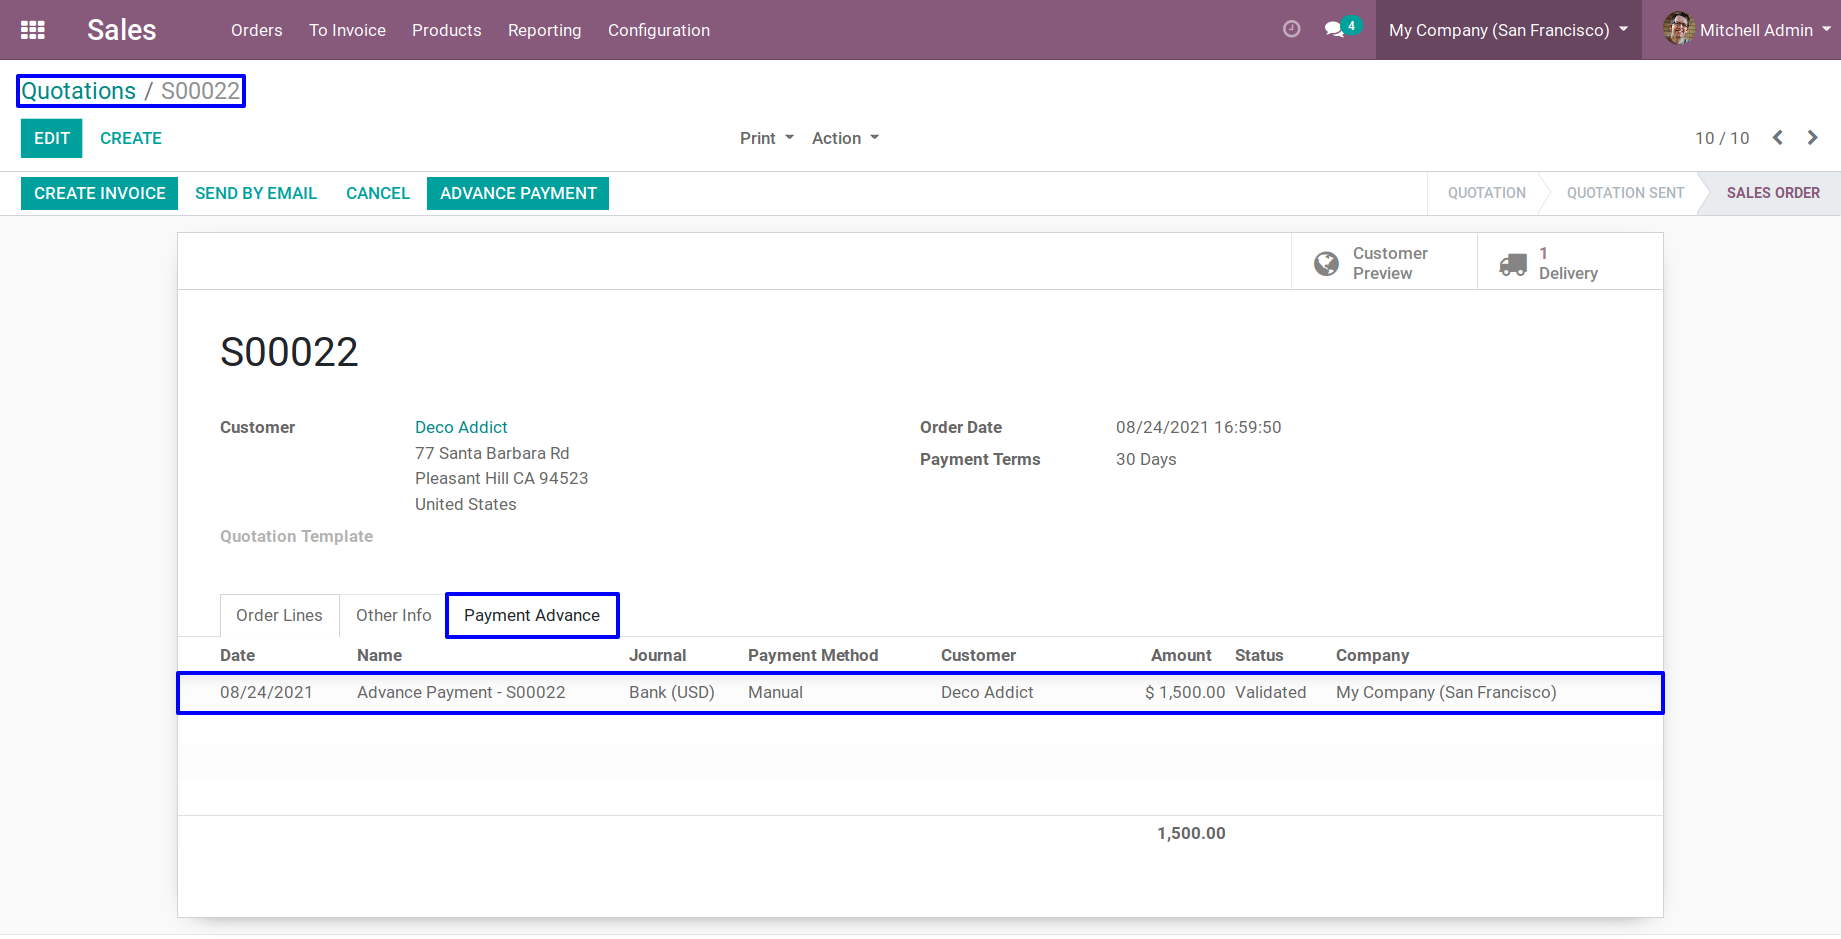 Sales Orders To Invoice Products Reporting Configuration 4 My Company (San Francisco) Mitchell Admin
Quotations / S00022
EDIT CREATE Print Action 10 / 10
CREATE INVOICE SEND BY EMAIL CANCEL ADVANCE PAYMENT QUOTATION QUOTATION SENT SALES ORDER
Customer Preview 1 Delivery
S00022
Customer Deco Addict Order Date 08/24/2021 16:59:50
77 Santa Barbara Rd Payment Terms 30 Days
Pleasant Hill CA 94523
United States
Quotation Template
Order Lines Other Info Payment Advance
Date Name Journal Payment Method Customer Amount Status Company
08/24/2021 Advance Payment - S00022 Bank (USD) Manual Deco Addict $ 1,500.00 Validated My Company (San Francisco)
1,500.00